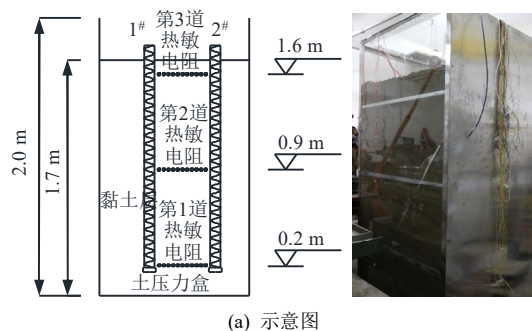 1#
第3道
热敏
电阻
2#
1.6 m
2.0 m
1.7 m
第2道
热敏
电阻
0.9 m
黏土层
第1道
热敏
电阻
0.2 m
土压力盒
(a) 示意图